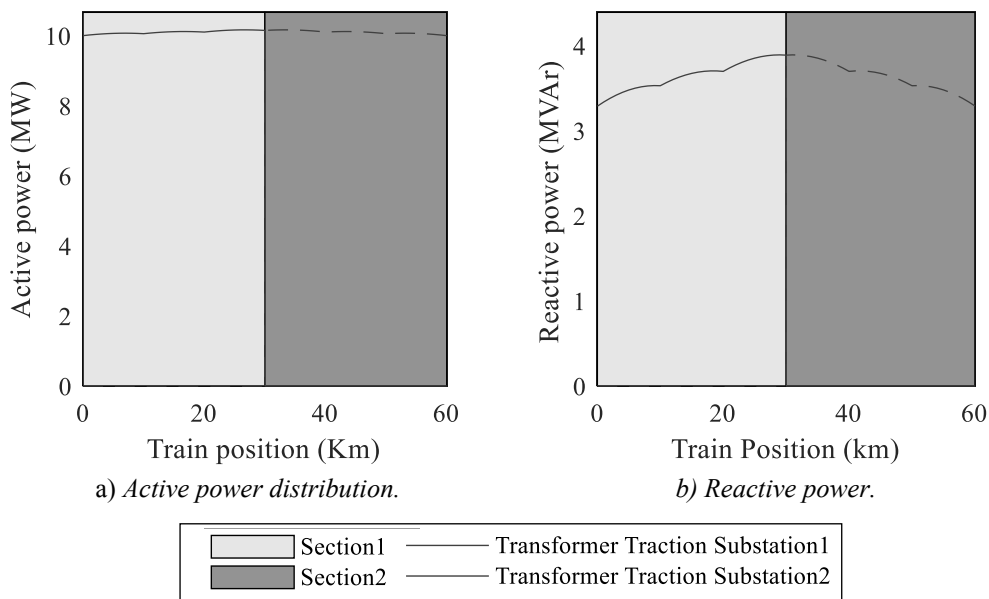 Active power (MW)
10
8
6
4
2
0
0 20 40 60
Train position (Km)
a) Active power distribution.
Reactive power (MVAr)
4
3
2
1
0
0 20 40 60
Train Position (km)
b) Reactive power.
Section1 Transformer Traction Substation1
Section2 Transformer Traction Substation2